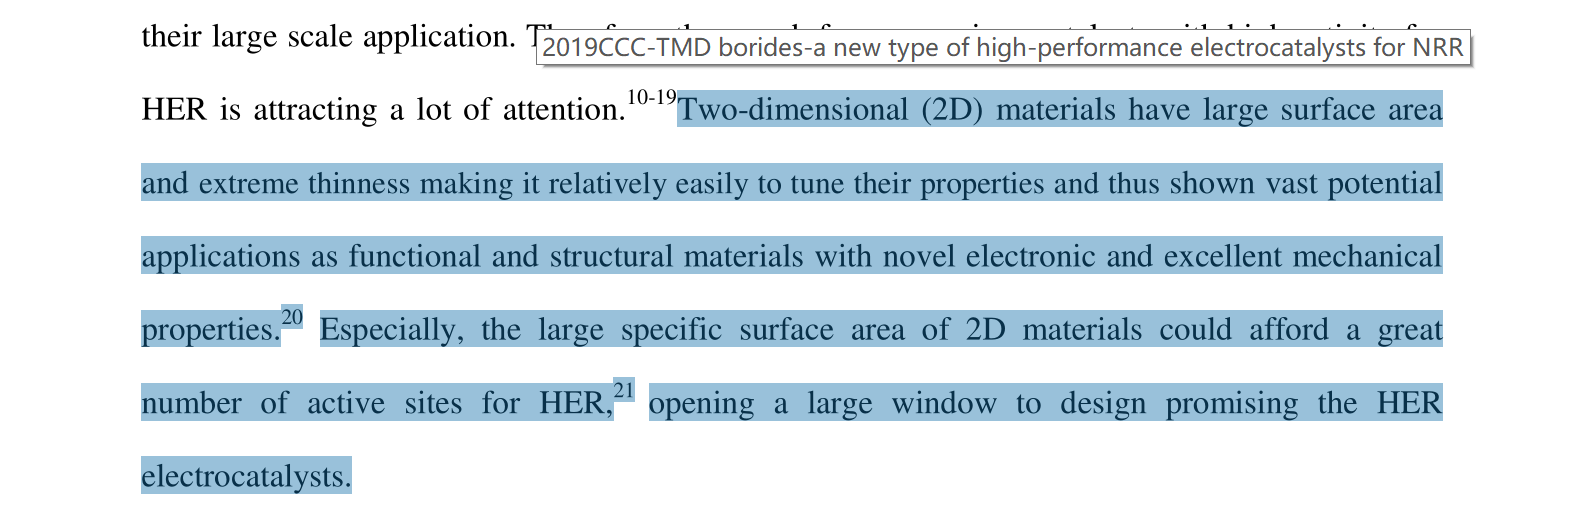 their large scale application.
2019CCC-TMD borides-a new type of high-performance electrocatalysts for NRR
HER is attracting a lot of attention.10-19Two-dimensional (2D) materials have large surface area
and extreme thinness making it relatively easily to tune their properties and thus shown vast potential
applications as functional and structural materials with novel electronic and excellent mechanical
properties.20 Especially, the large specific surface area of 2D materials could afford a great
number of active sites for HER,21 opening a large window to design promising the HER
electrocatalysts.